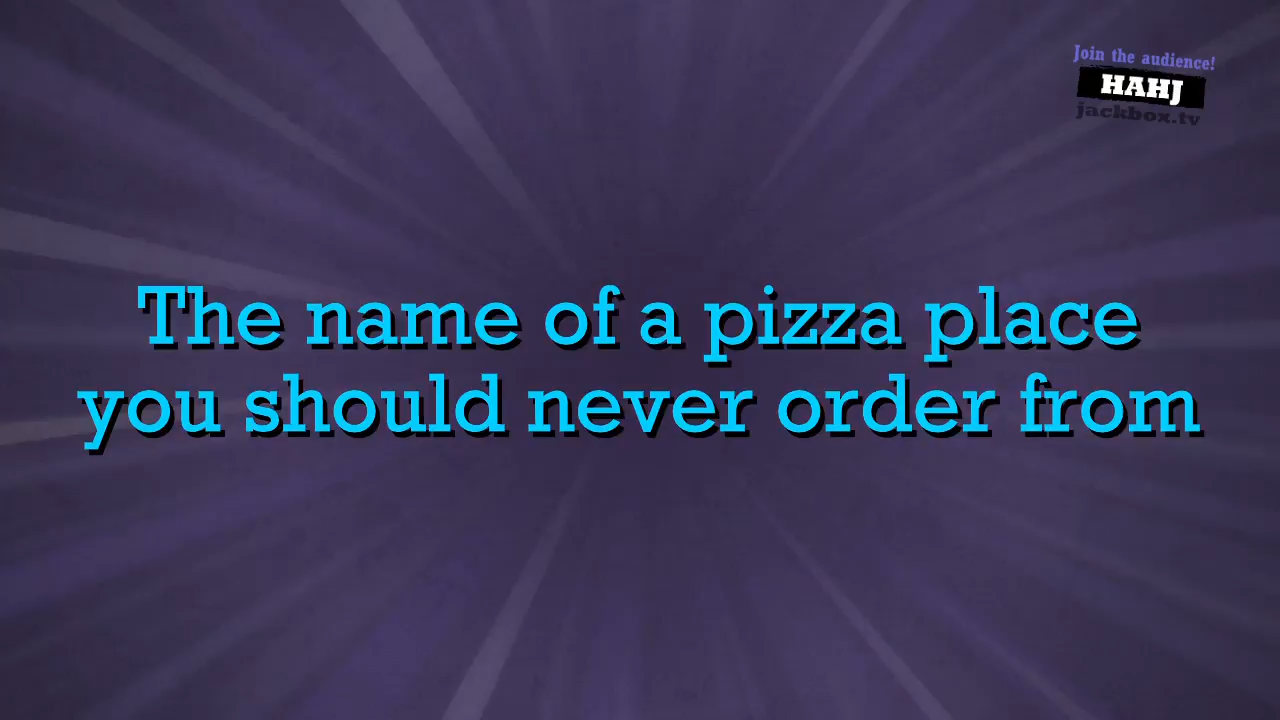 Join the audience!
HAHJ
jackbox.tv
The name of a pizza place
you should never order from